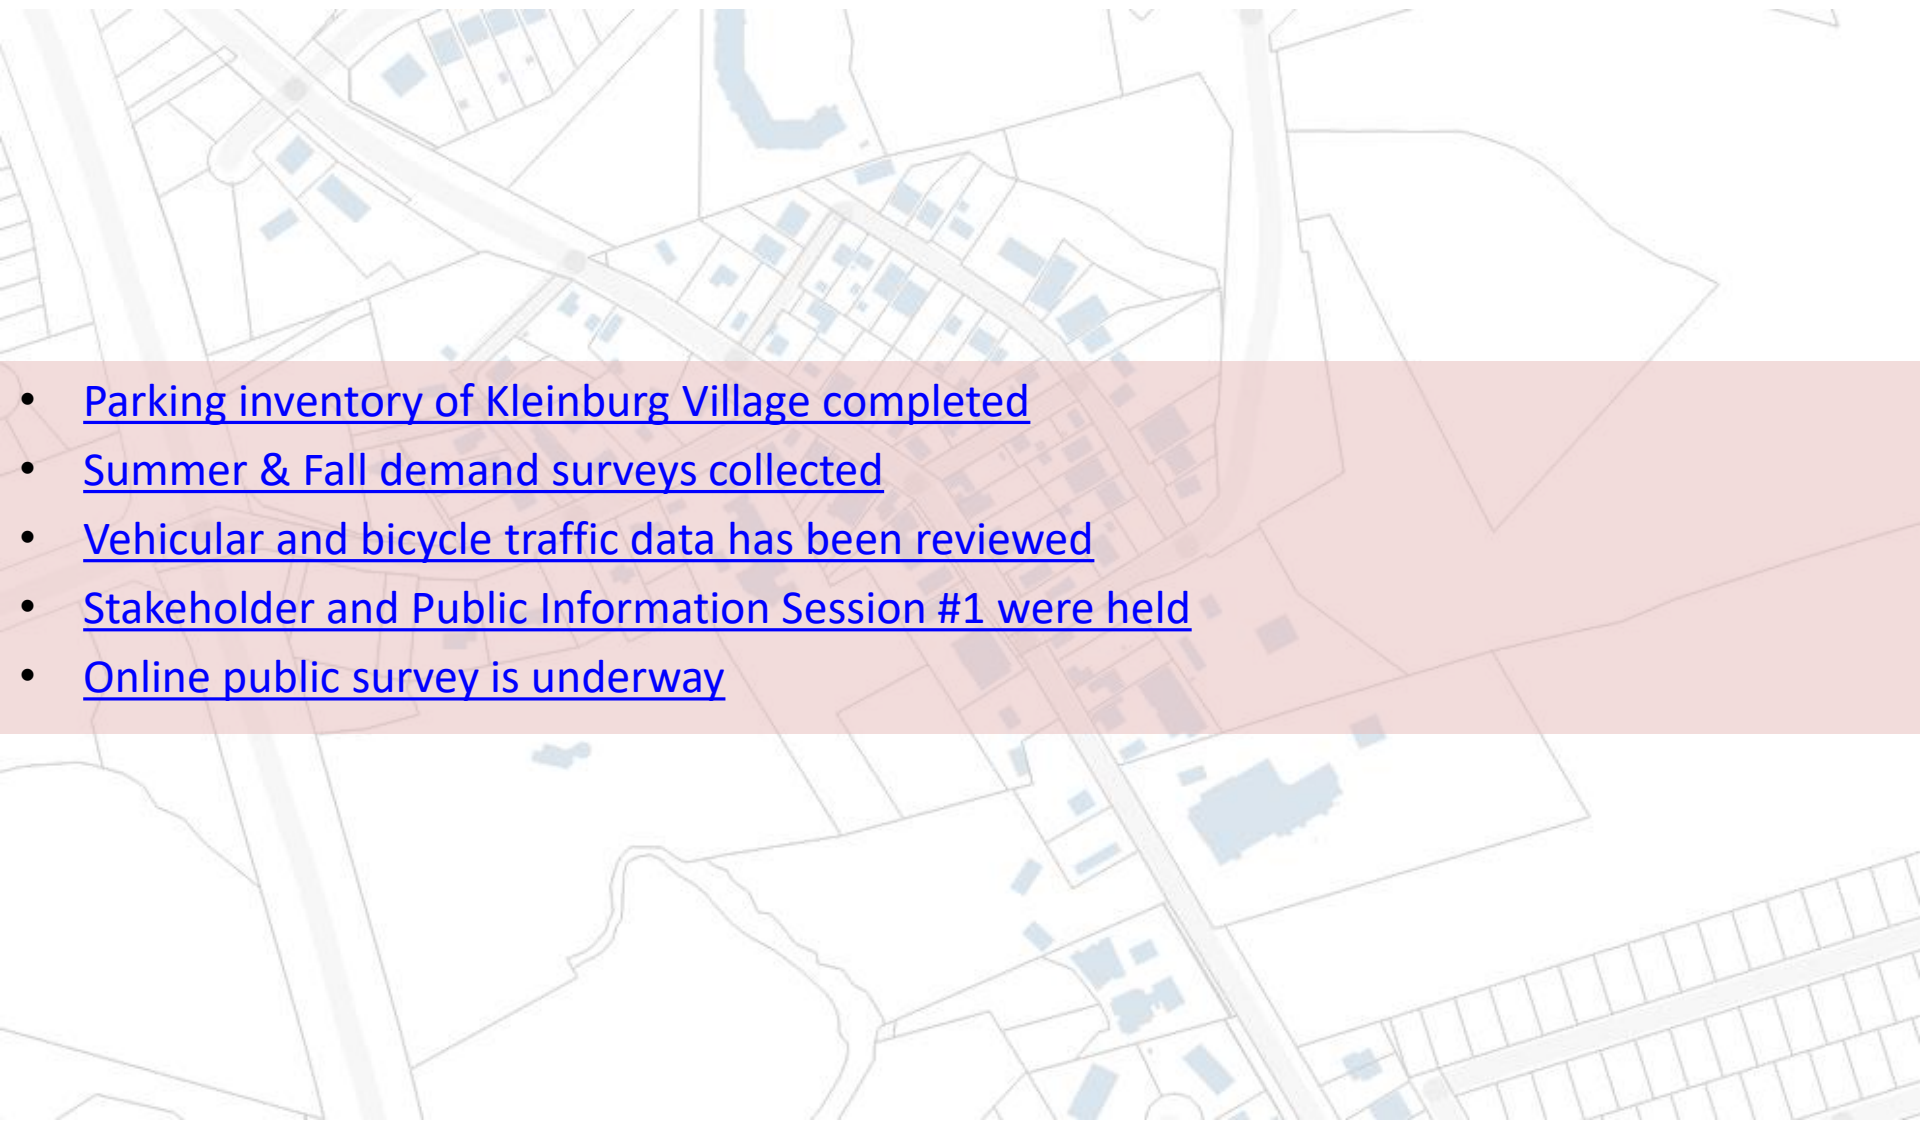 • Parking inventory of Kleinburg Village completed
• Summer & Fall demand surveys collected
• Vehicular and bicycle traffic data has been reviewed
• Stakeholder and Public Information Session #1 were held
• Online public survey is underway